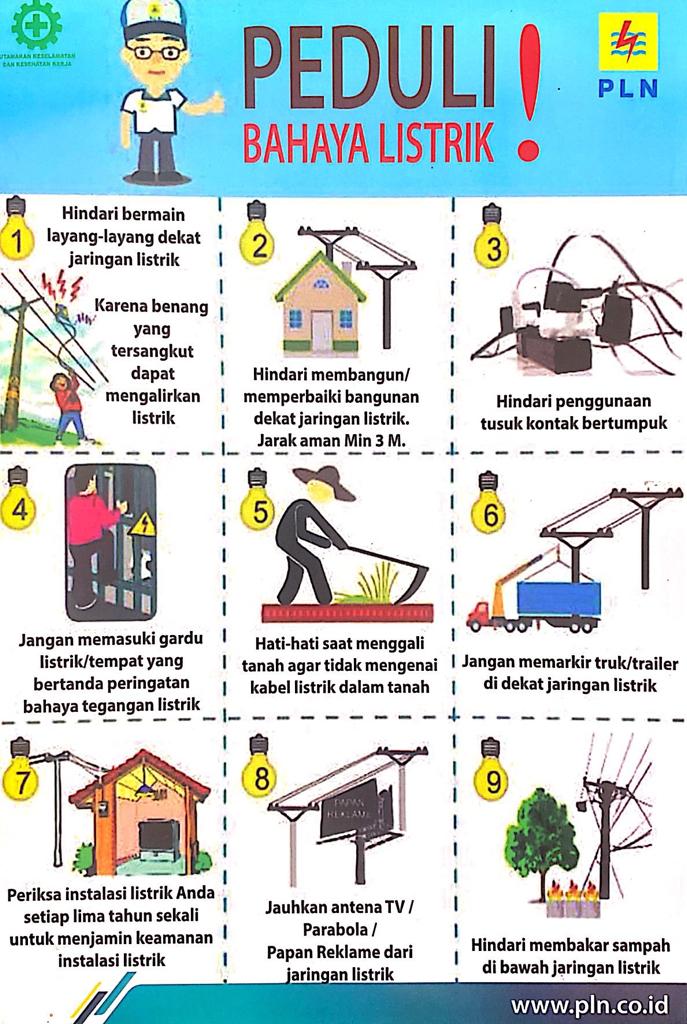 UTAMAKAN KESELAMATAN
DAN KESEHATAN KERJA
PEDULI!
BAHAYA LISTRIK
PLN
1
Hindari bermain
layang-layang dekat
jaringan listrik
Karena benang
yang
tersangkut
dapat
mengalirkan
listrik
2
Hindari membangun/
memperbaiki bangunan
dekat jaringan listrik.
Jarak aman Min 3 M.
3
Hindari penggunaan
tusuk kontak bertumpuk
4
Jangan memasuki gardu
listrik/tempat yang
bertanda peringatan
bahaya tegangan listrik
5
Hati-hati saat menggali
tanah agar tidak mengenai
kabel listrik dalam tanah
6
Jangan memarkir truk/trailer
di dekat jaringan listrik
7
Periksa instalasi listrik Anda
setiap lima tahun sekali
untuk menjamin keamanan
instalasi listrik
8
PAPAN
REKLAME
Jauhkan antena TV /
Parabola /
Papan Reklame dari
jaringan listrik
9
Hindari membakar sampah
di bawah jaringan listrik
www.pln.co.id